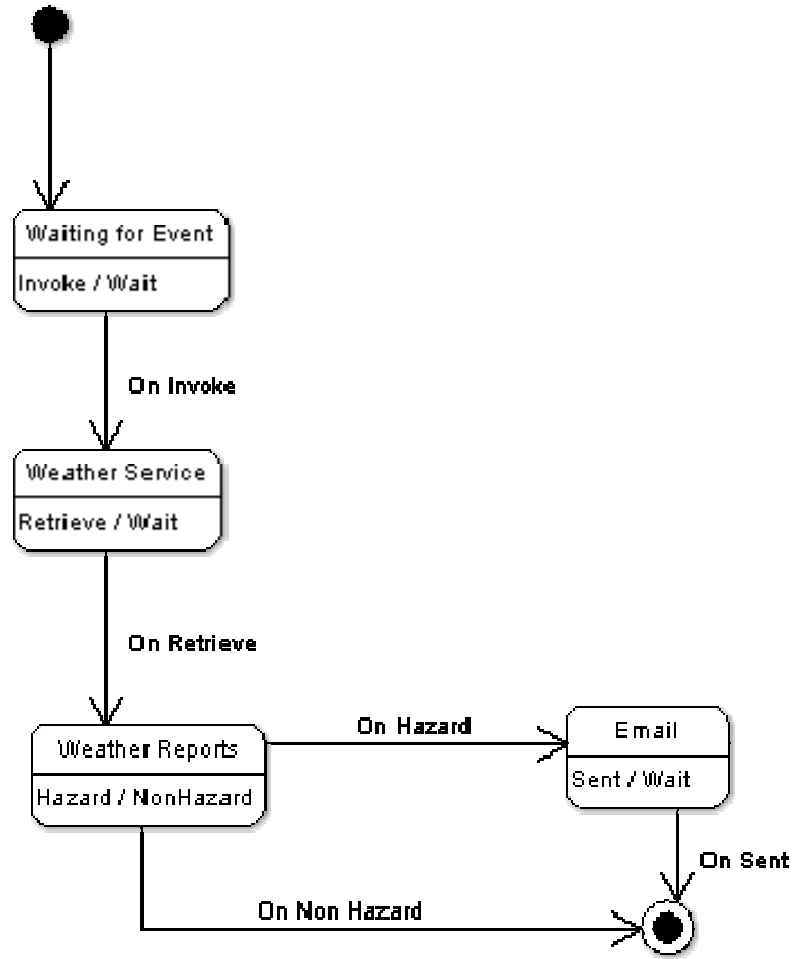 Waiting for Event
Invoke / Wait
On Invoke
Weather Service
Retrieve / Wait
On Retrieve
Weather Reports
Hazard / NonHazard
On Hazard
Email
Sent / Wait
On Sent
On Non Hazard